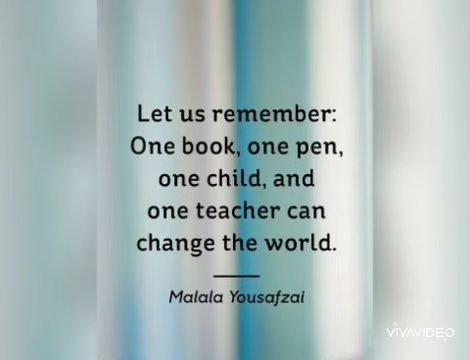 Let us remember:
One book, one pen,
one child, and
one teacher can
change the world.
Malala Yousafzai
VIVAVIDEO